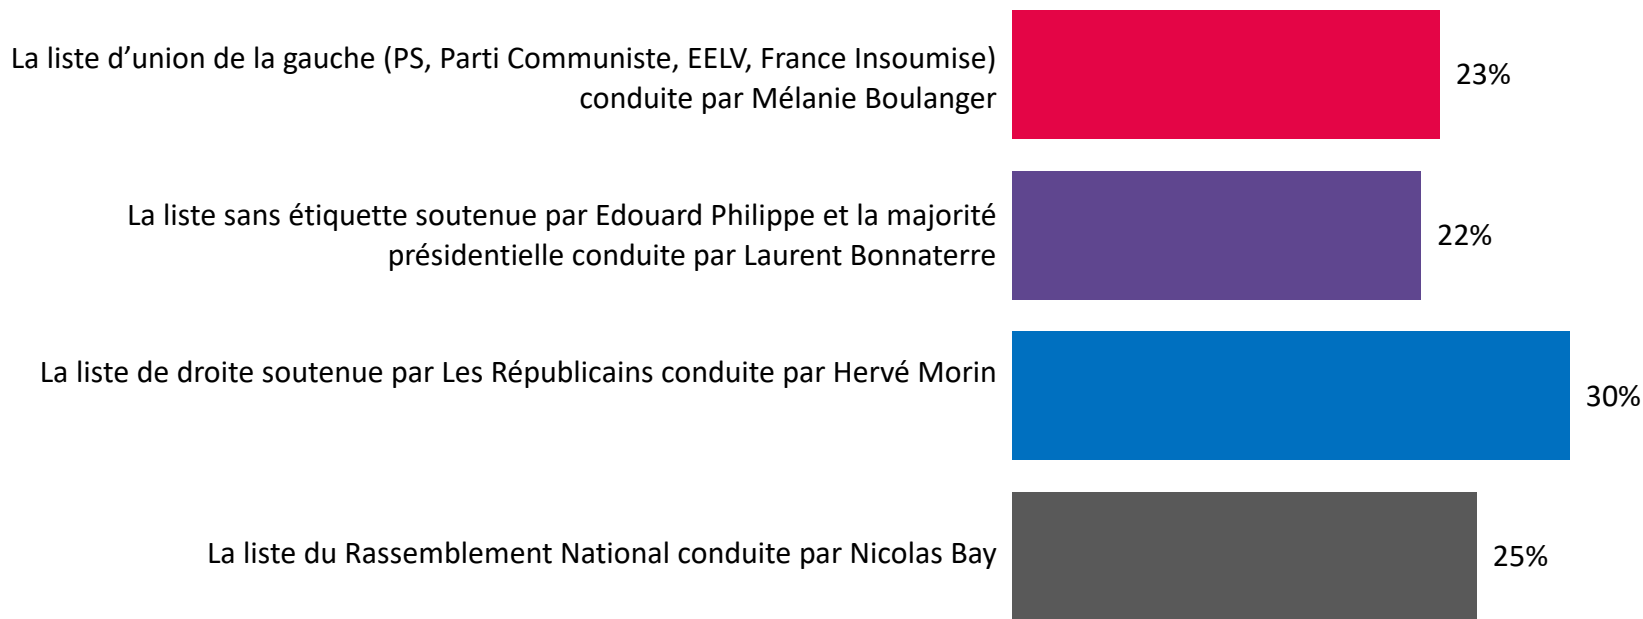 La liste d’union de la gauche (PS, Parti Communiste, EELV, France Insoumise)
conduite par Mélanie Boulanger
23%
La liste sans étiquette soutenue par Edouard Philippe et la majorité
présidentielle conduite par Laurent Bonnaterre
22%
La liste de droite soutenue par Les Républicains conduite par Hervé Morin
30%
La liste du Rassemblement National conduite par Nicolas Bay
25%